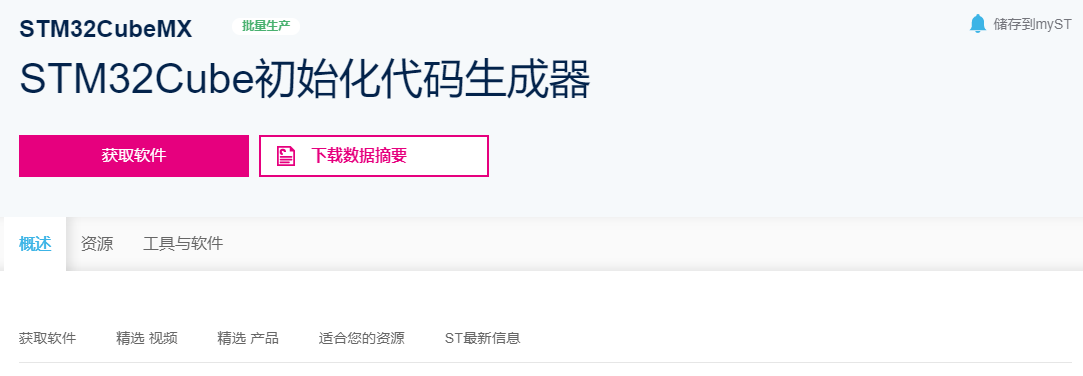 STM32CubeMX 批量生产 储存到myST
STM32Cube初始化代码生成器
获取软件 下载数据摘要
概述 资源 工具与软件
获取软件 精选 视频 精选 产品 适合您的资源 ST最新信息